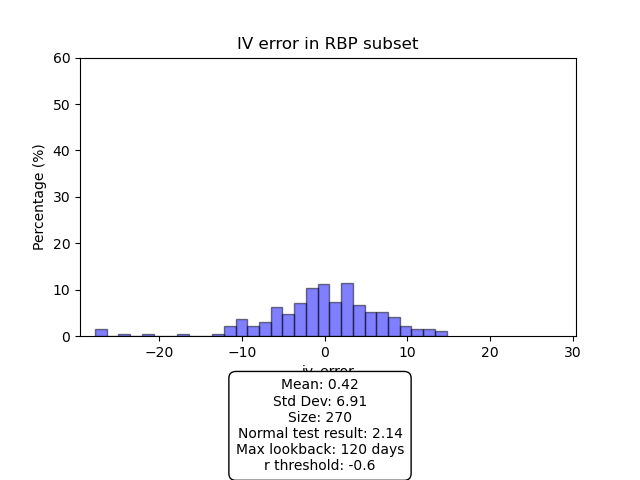 IV error in RBP subset
60
50
40
30
20
10
0
Percentage (%)
−20
−10
0
10
20
30
iv_error
Mean: 0.42
Std Dev: 6.91
Size: 270
Normal test result: 2.14
Max lookback: 120 days
r threshold: -0.6